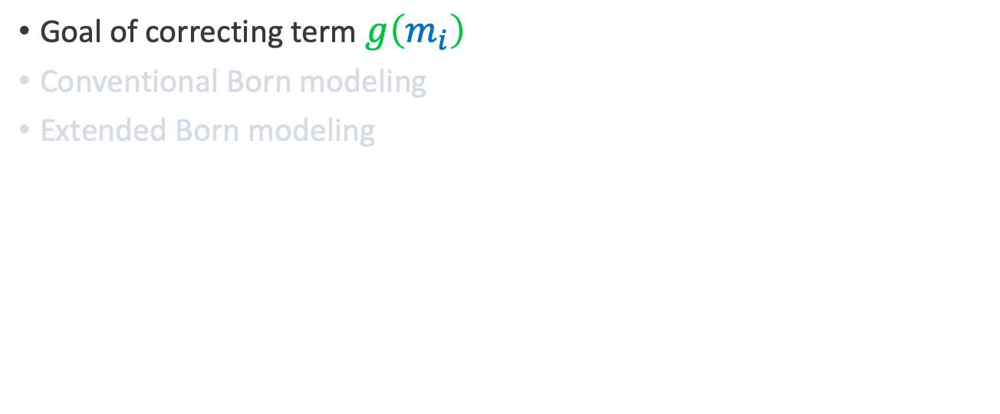 • Goal of correcting term g(mᵢ)
• Conventional Born modeling
• Extended Born modeling